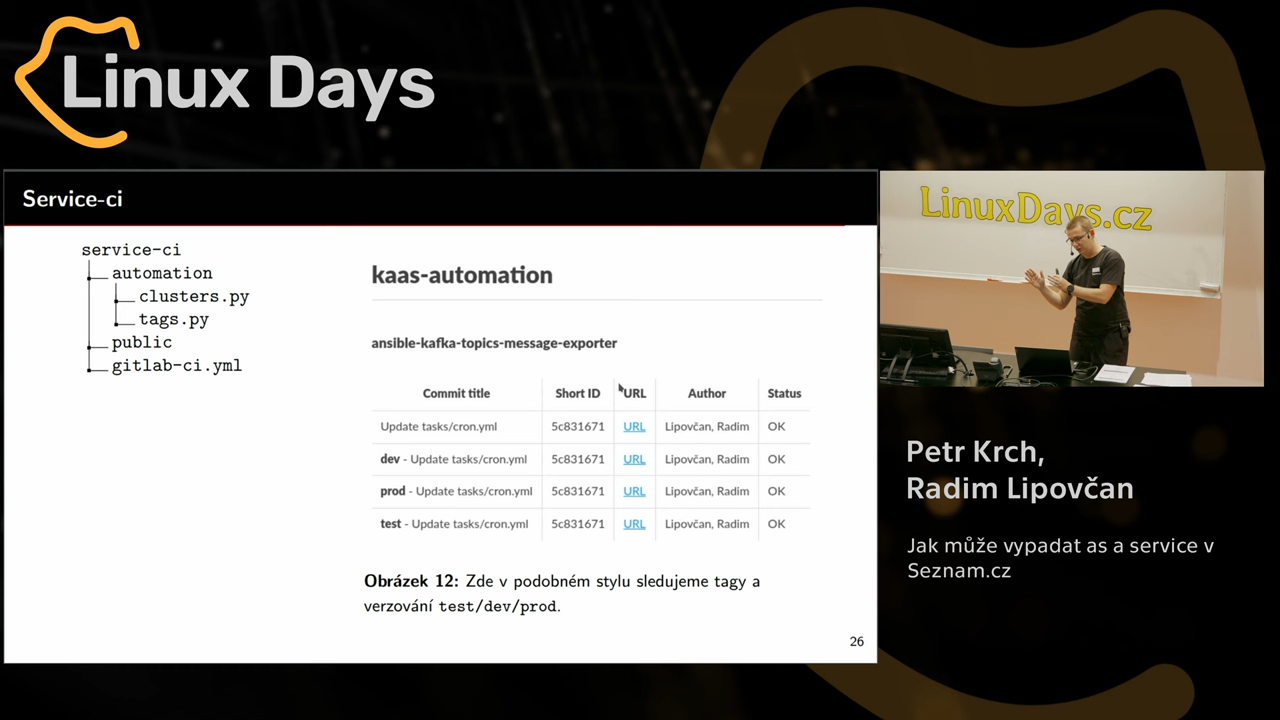 Linux Days
Service-ci
service-ci
automation
clusters.py
tags.py
public
gitlab-ci.yml
kaas-automation
ansible-kafka-topics-message-exporter
Commit title Short ID URL Author Status
Update tasks/cron.yml 5c831671 URL Lipovčan, Radim OK
dev - Update tasks/cron.yml 5c831671 URL Lipovčan, Radim OK
prod - Update tasks/cron.yml 5c831671 URL Lipovčan, Radim OK
test - Update tasks/cron.yml 5c831671 URL Lipovčan, Radim OK
Obrázek 12: Zde v podobném stylu sledujeme tagy a
verzování test/dev/prod.
26
LinuxDays.cz
Petr Krch,
Radim Lipovčan
Jak může vypadat as a service v
Seznam.cz